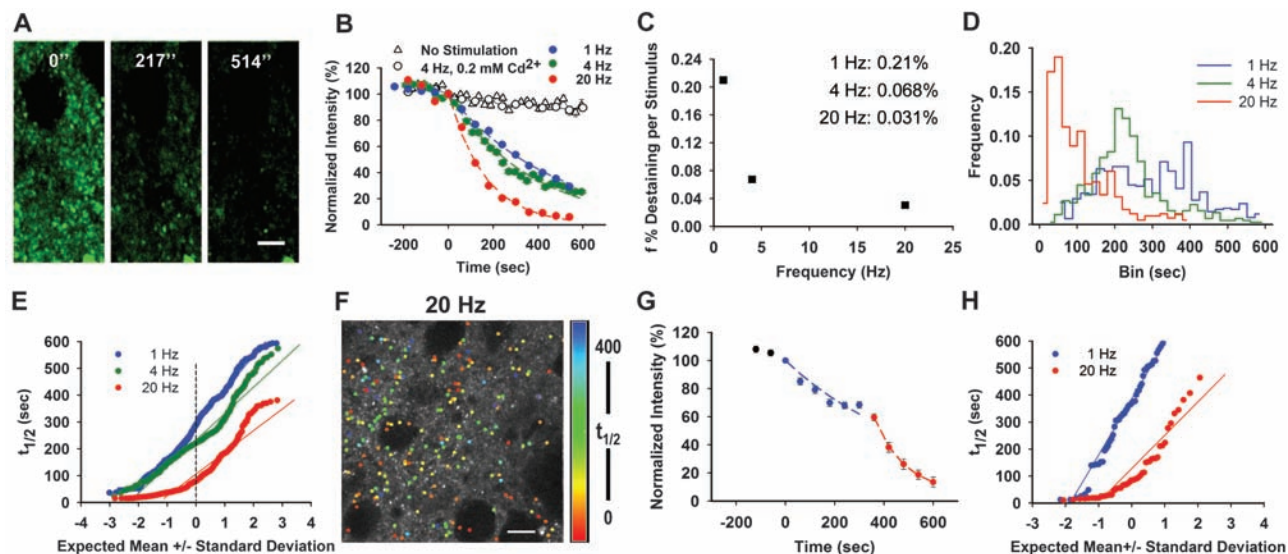 A
0”
217”
514”
B
No Stimulation
4 Hz, 0.2 mM Cd2+
1 Hz
4 Hz
20 Hz
Normalized Intensity (%)
120
100
80
60
40
20
0
-200 0 200 400 600
Time (sec)
C
1 Hz: 0.21%
4 Hz: 0.068%
20 Hz: 0.031%
f % Destaining per Stimulus
0.24
0.20
0.16
0.12
0.08
0.04
0.00
0 5 10 15 20 25
Frequency (Hz)
D
1 Hz
4 Hz
20 Hz
Frequency
0.20
0.15
0.10
0.05
0.00
0 100 200 300 400 500 600
Bin (sec)
E
1 Hz
4 Hz
20 Hz
t1/2 (sec)
600
500
400
300
200
100
0
-4 -3 -2 -1 0 1 2 3 4
Expected Mean +/- Standard Deviation
F
20 Hz
400
t1/2
0
G
Normalized Intensity (%)
120
100
80
60
40
20
0
-200 0 200 400 600
Time (sec)
H
1 Hz
20 Hz
t1/2 (sec)
600
500
400
300
200
100
0
-3 -2 -1 0 1 2 3 4
Expected Mean+/- Standard Deviation